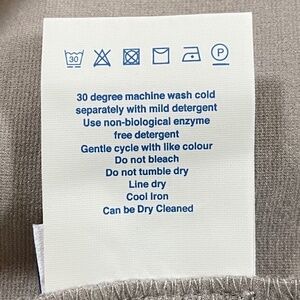 30
P
30 degree machine wash cold
separately with mild detergent
Use non-biological enzyme
free detergent
Gentle cycle with like colour
Do not bleach
Do not tumble dry
Line dry
Cool Iron
Can be Dry Cleaned